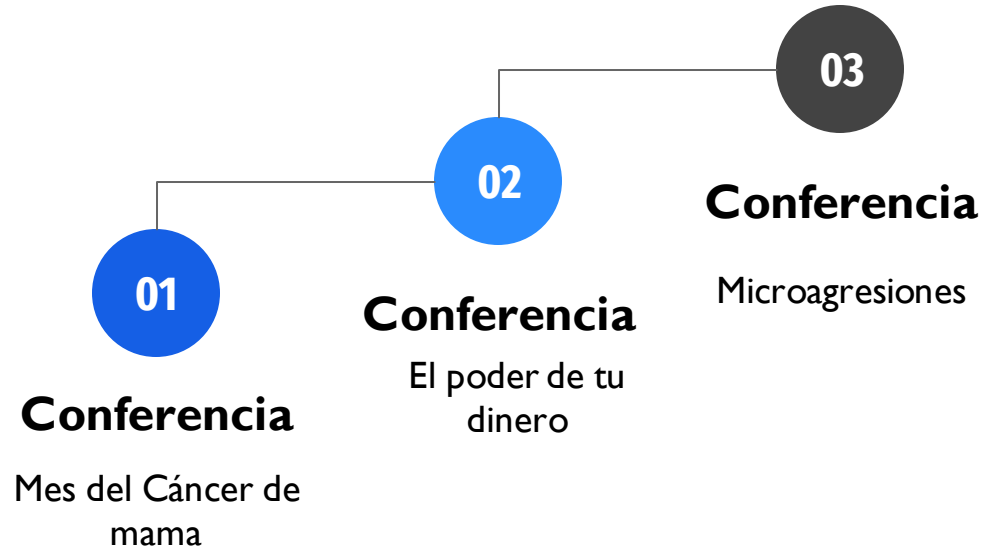 01
Conferencia
Mes del Cáncer de
mama
02
Conferencia
El poder de tu
dinero
03
Conferencia
Microagresiones